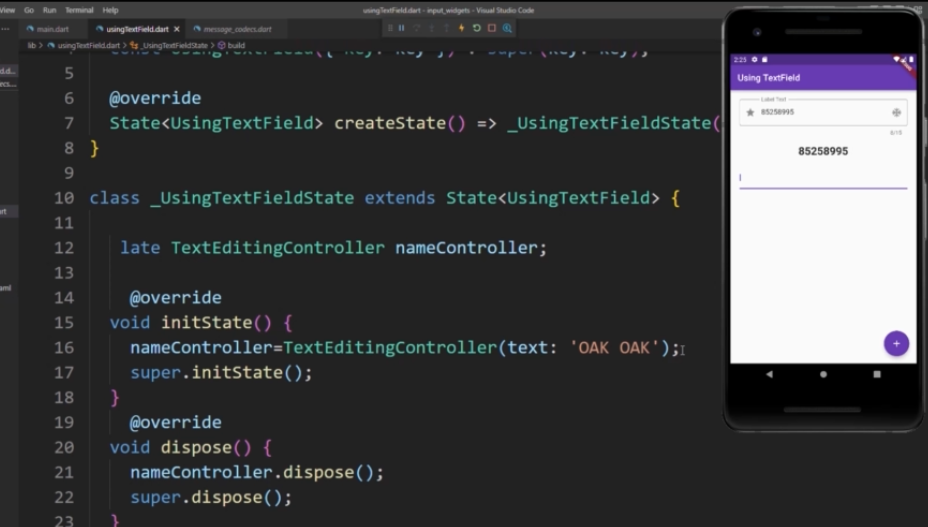 View Go Run Terminal Help
usingTextField.dart - input_widgets - Visual Studio Code
main.dart usingTextField.dart message_codecs.dart
lib > usingTextField.dart > _UsingTextFieldState > build
5
6 @override
7 State<UsingTextField> createState() => _UsingTextFieldState(
8 }
9
10 class _UsingTextFieldState extends State<UsingTextField> {
11
12 late TextEditingController nameController;
13
14 @override
15 void initState() {
16 nameController=TextEditingController(text: 'OAK OAK');
17 super.initState();
18 }
19 @override
20 void dispose() {
21 nameController.dispose();
22 super.dispose();
23 }
2:25
Using TextField
Label Text
85258995
8/15
85258995
+